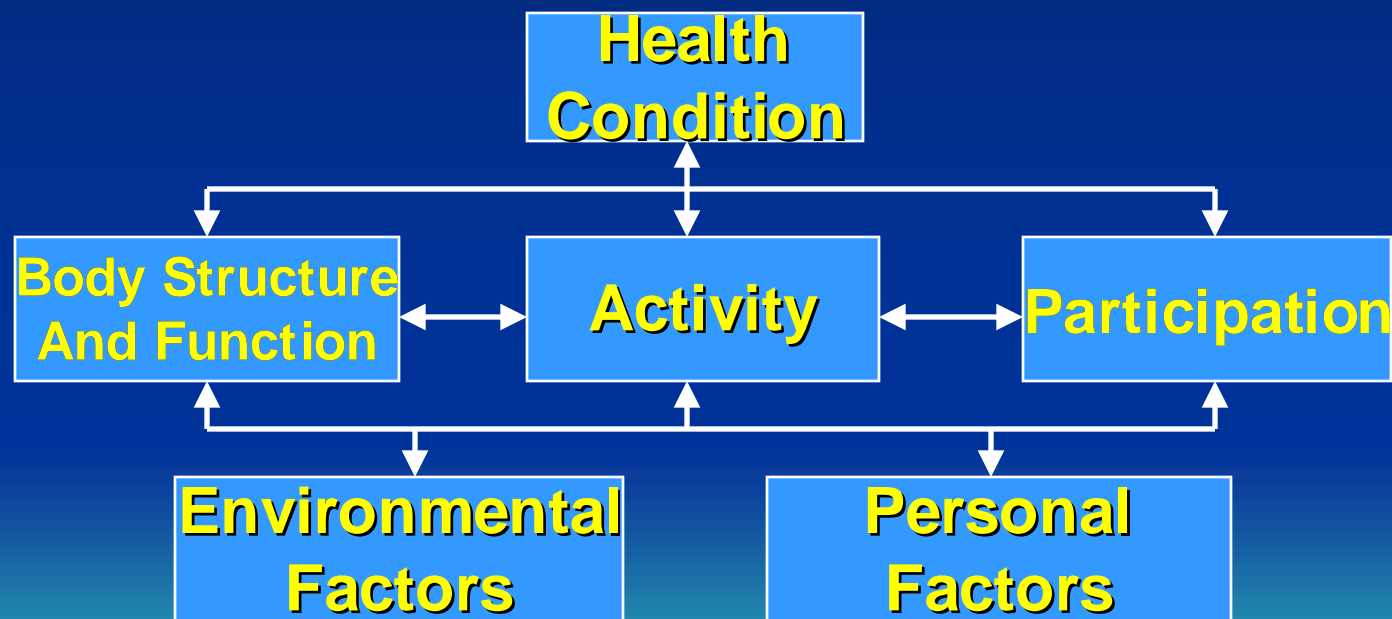 Health
Condition
Body Structure
And Function
Activity
Participation
Environmental
Factors
Personal
Factors